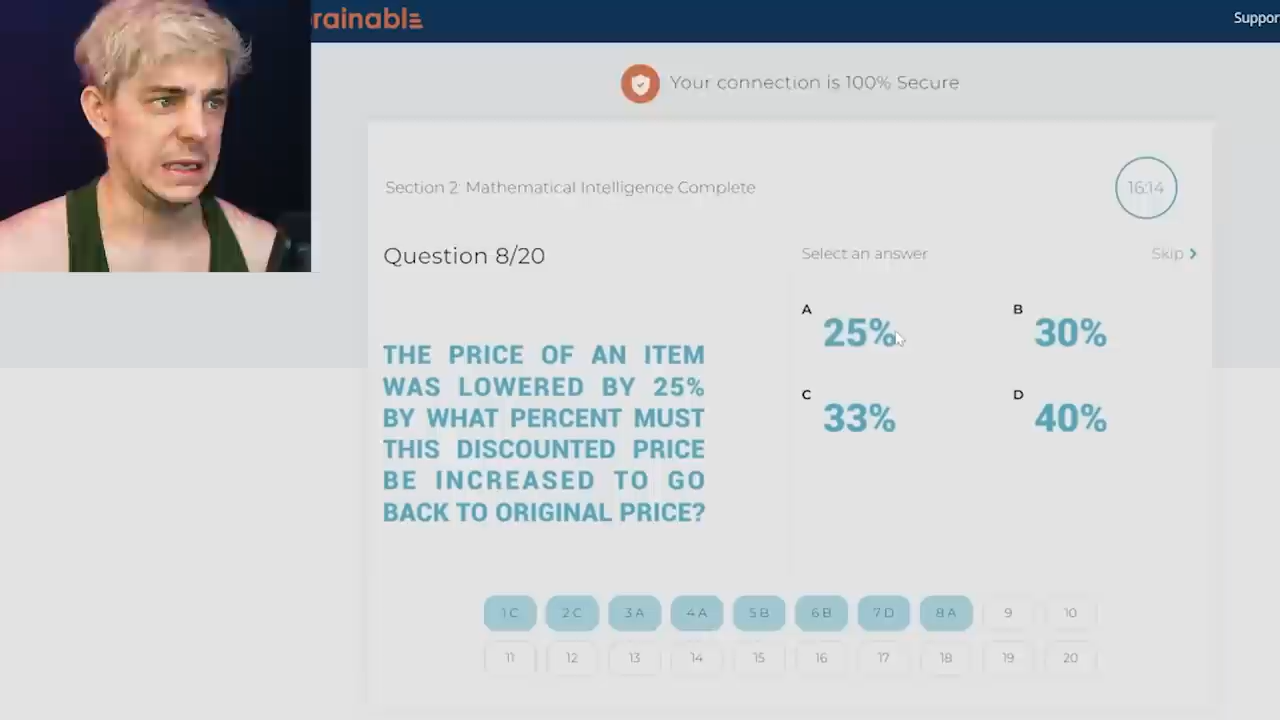 rainable
Suppor
Your connection is 100% Secure
Section 2: Mathematical Intelligence Complete
16:14
Question 8/20
Select an answer
Skip >
THE PRICE OF AN ITEM
WAS LOWERED BY 25%
BY WHAT PERCENT MUST
THIS DISCOUNTED PRICE
BE INCREASED TO GO
BACK TO ORIGINAL PRICE?
A 25%
B 30%
C 33%
D 40%
1 C 2 C 3 A 4 A 5 B 6 B 7 D 8 A 9 10
11 12 13 14 15 16 17 18 19 20